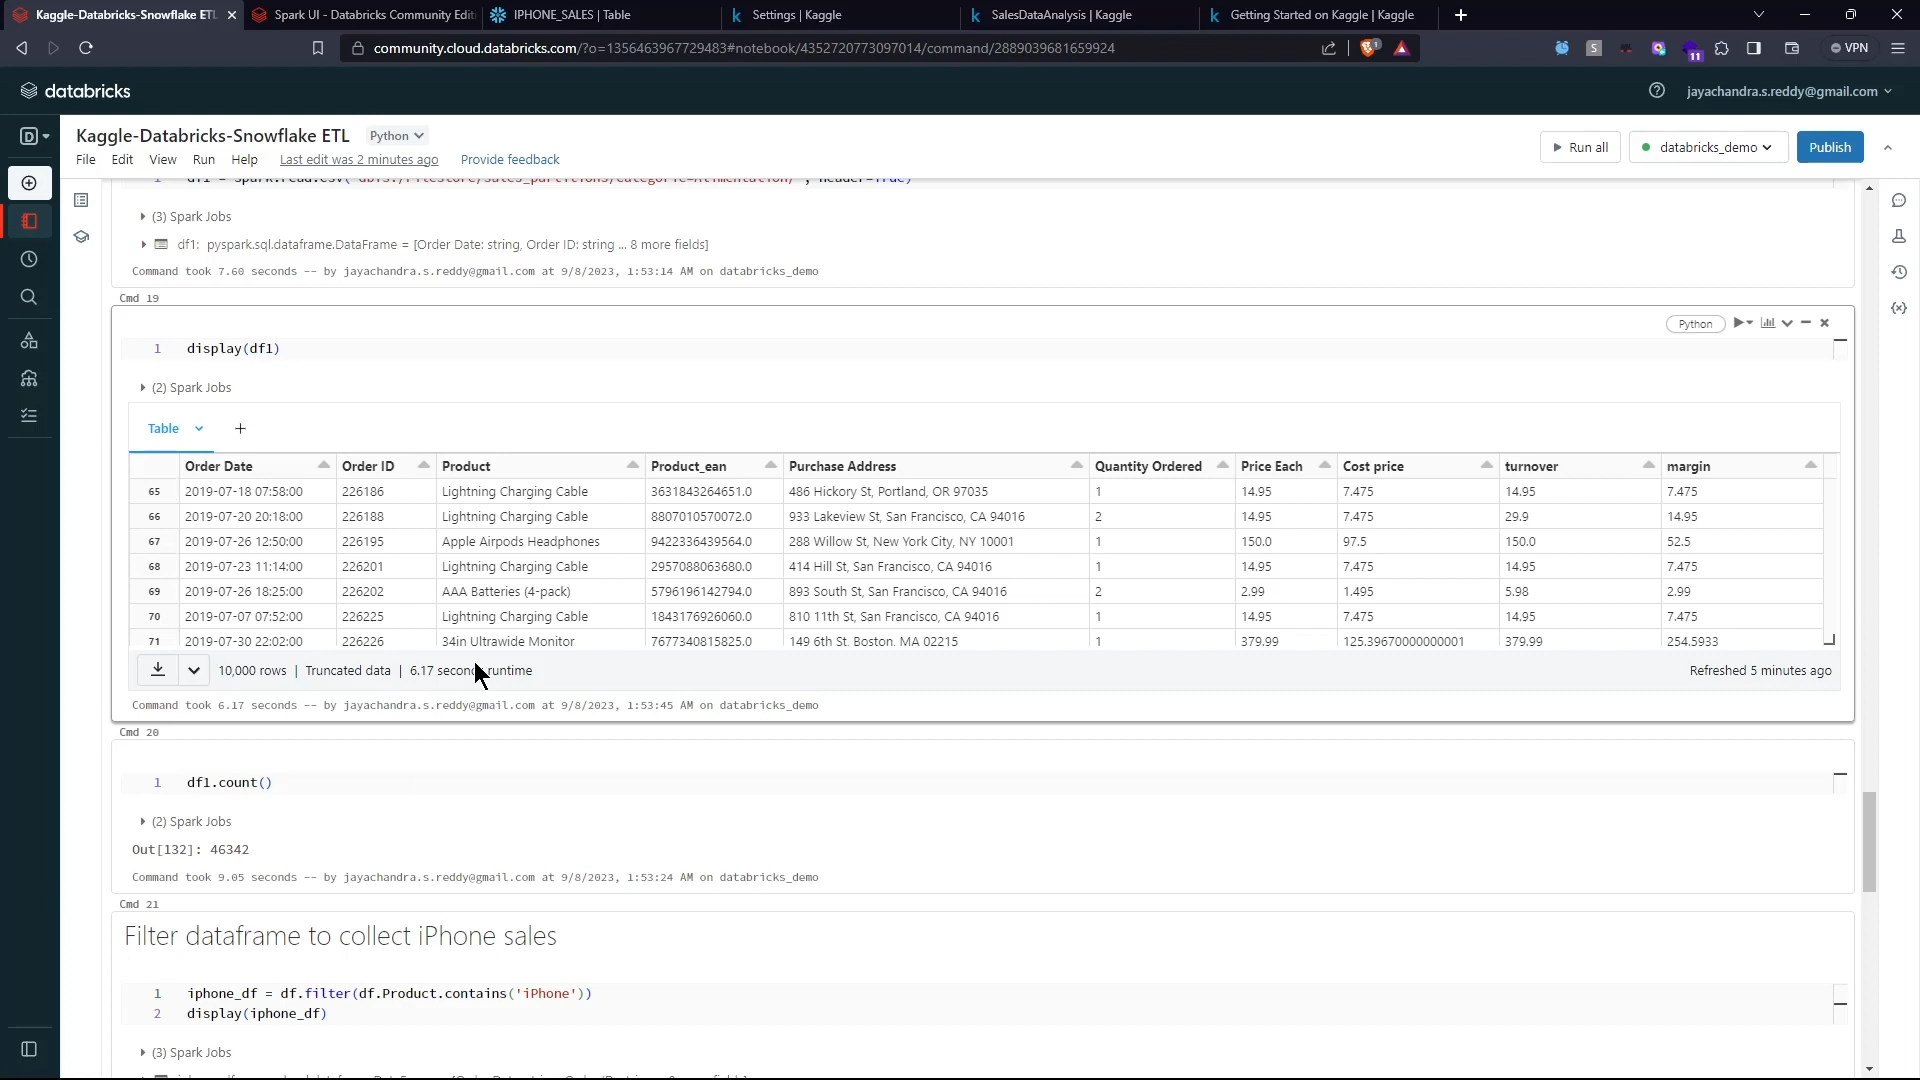 Kaggle-Databricks-Snowflake ETL
Spark UI - Databricks Community Edit
IPHONE_SALES | Table
Settings | Kaggle
SalesDataAnalysis | Kaggle
Getting Started on Kaggle | Kaggle
community.cloud.databricks.com/?o=1356463967729483#notebook/4352720773097014/command/2889039681659924
S
11
VPN
databricks
jayachandra.s.reddy@gmail.com
D
Kaggle-Databricks-Snowflake ETL
Python
File Edit View Run Help Last edit was 2 minutes ago Provide feedback
Run all
databricks_demo
Publish
(3) Spark Jobs
df1: pyspark.sql.dataframe.DataFrame = [Order Date: string, Order ID: string ... 8 more fields]
Command took 7.60 seconds -- by jayachandra.s.reddy@gmail.com at 9/8/2023, 1:53:14 AM on databricks_demo
Cmd 19
Python
1 display(df1)
(2) Spark Jobs
Table +
Order Date Order ID Product Product_ean Purchase Address Quantity Ordered Price Each Cost price turnover margin
65 2019-07-18 07:58:00 226186 Lightning Charging Cable 3631843264651.0 486 Hickory St, Portland, OR 97035 1 14.95 7.475 14.95 7.475
66 2019-07-20 20:18:00 226188 Lightning Charging Cable 8807010570072.0 933 Lakeview St, San Francisco, CA 94016 2 14.95 7.475 29.9 14.95
67 2019-07-26 12:50:00 226195 Apple Airpods Headphones 9422336439564.0 288 Willow St, New York City, NY 10001 1 150.0 97.5 150.0 52.5
68 2019-07-23 11:14:00 226201 Lightning Charging Cable 2957088063680.0 414 Hill St, San Francisco, CA 94016 1 14.95 7.475 14.95 7.475
69 2019-07-26 18:25:00 226202 AAA Batteries (4-pack) 5796196142794.0 893 South St, San Francisco, CA 94016 2 2.99 1.495 5.98 2.99
70 2019-07-07 07:52:00 226225 Lightning Charging Cable 1843176926060.0 810 11th St, San Francisco, CA 94016 1 14.95 7.475 14.95 7.475
71 2019-07-30 22:02:00 226226 34in Ultrawide Monitor 7677340815825.0 149 6th St, Boston, MA 02215 1 379.99 125.39670000000001 379.99 254.5933
10,000 rows | Truncated data | 6.17 seconds runtime
Refreshed 5 minutes ago
Command took 6.17 seconds -- by jayachandra.s.reddy@gmail.com at 9/8/2023, 1:53:45 AM on databricks_demo
Cmd 20
1 df1.count()
(2) Spark Jobs
Out[132]: 46342
Command took 9.05 seconds -- by jayachandra.s.reddy@gmail.com at 9/8/2023, 1:53:24 AM on databricks_demo
Cmd 21
Filter dataframe to collect iPhone sales
1 iphone_df = df.filter(df.Product.contains('iPhone'))
2 display(iphone_df)
(3) Spark Jobs